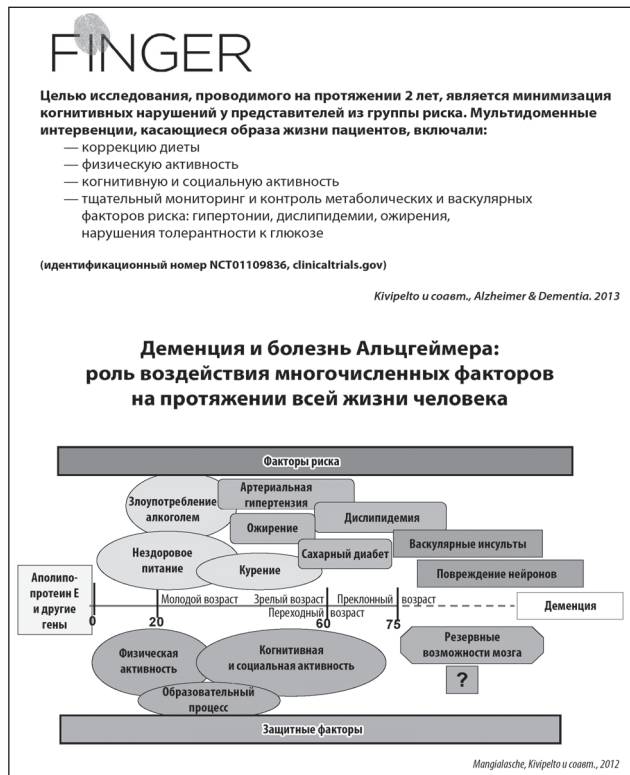 FINGER
Целью исследования, проводимого на протяжении 2 лет, является минимизация
когнитивных нарушений у представителей из группы риска. Мультидоменные
интервенции, касающиеся образа жизни пациентов, включали:
— коррекцию диеты
— физическую активность
— когнитивную и социальную активность
— тщательный мониторинг и контроль метаболических и васкулярных
факторов риска: гипертонии, дислипидемии, ожирения,
нарушения толерантности к глюкозе
(идентификационный номер NCT01109836, clinicaltrials.gov)
Kivipelto и соавт., Alzheimer & Dementia. 2013
Деменция и болезнь Альцгеймера:
роль воздействия многочисленных факторов
на протяжении всей жизни человека
Факторы риска
Злоупотребление
алкоголем
Артериальная
гипертензия
Ожирение
Дислипидемия
Нездоровое
питание
Курение
Сахарный диабет
Васкулярные инсульты
Повреждение нейронов
Аполипо-
протеин Е
и другие
гены
Молодой возраст
Зрелый возраст
Переходный возраст
Преклонный возраст
Деменция
0
20
60
75
Физическая
активность
Когнитивная
и социальная активность
Образовательный
процесс
Резервные
возможности мозга
?
Защитные факторы
Mangialasche, Kivipelto и соавт., 2012